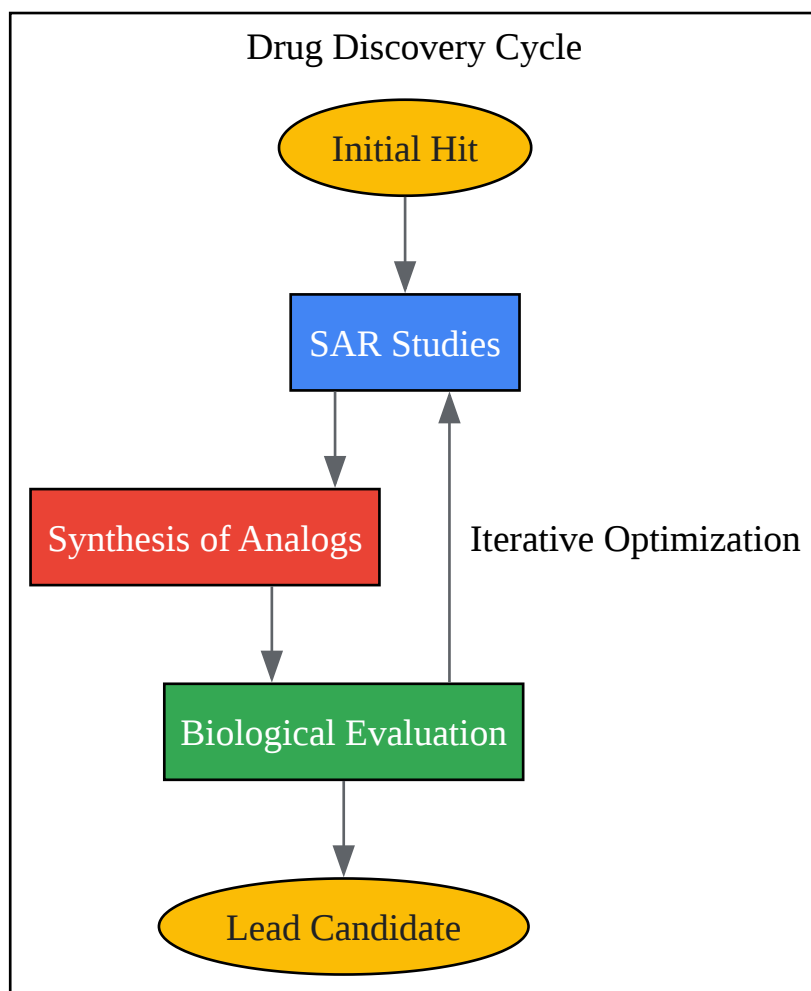 Drug Discovery Cycle
Initial Hit
SAR Studies
Synthesis of Analogs
Iterative Optimization
Biological Evaluation
Lead Candidate